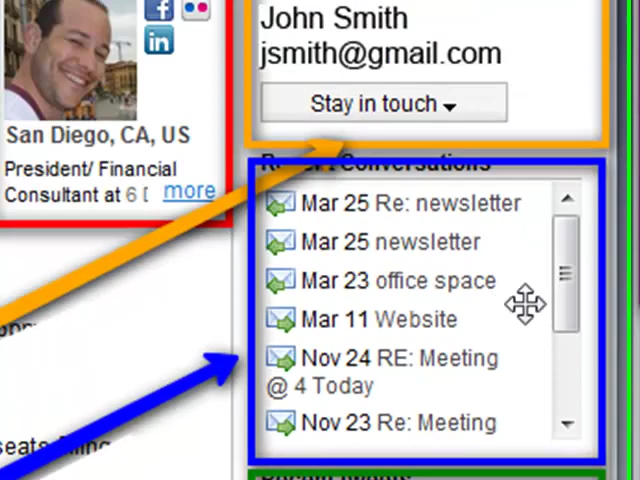 John Smith
jsmith@gmail.com
Stay in touch
San Diego, CA, US
President/ Financial
Consultant at 6 more
Conversations
Mar 25 Re: newsletter
Mar 25 newsletter
Mar 23 office space
Mar 11 Website
Nov 24 RE: Meeting
@ 4 Today
Nov 23 Re: Meeting